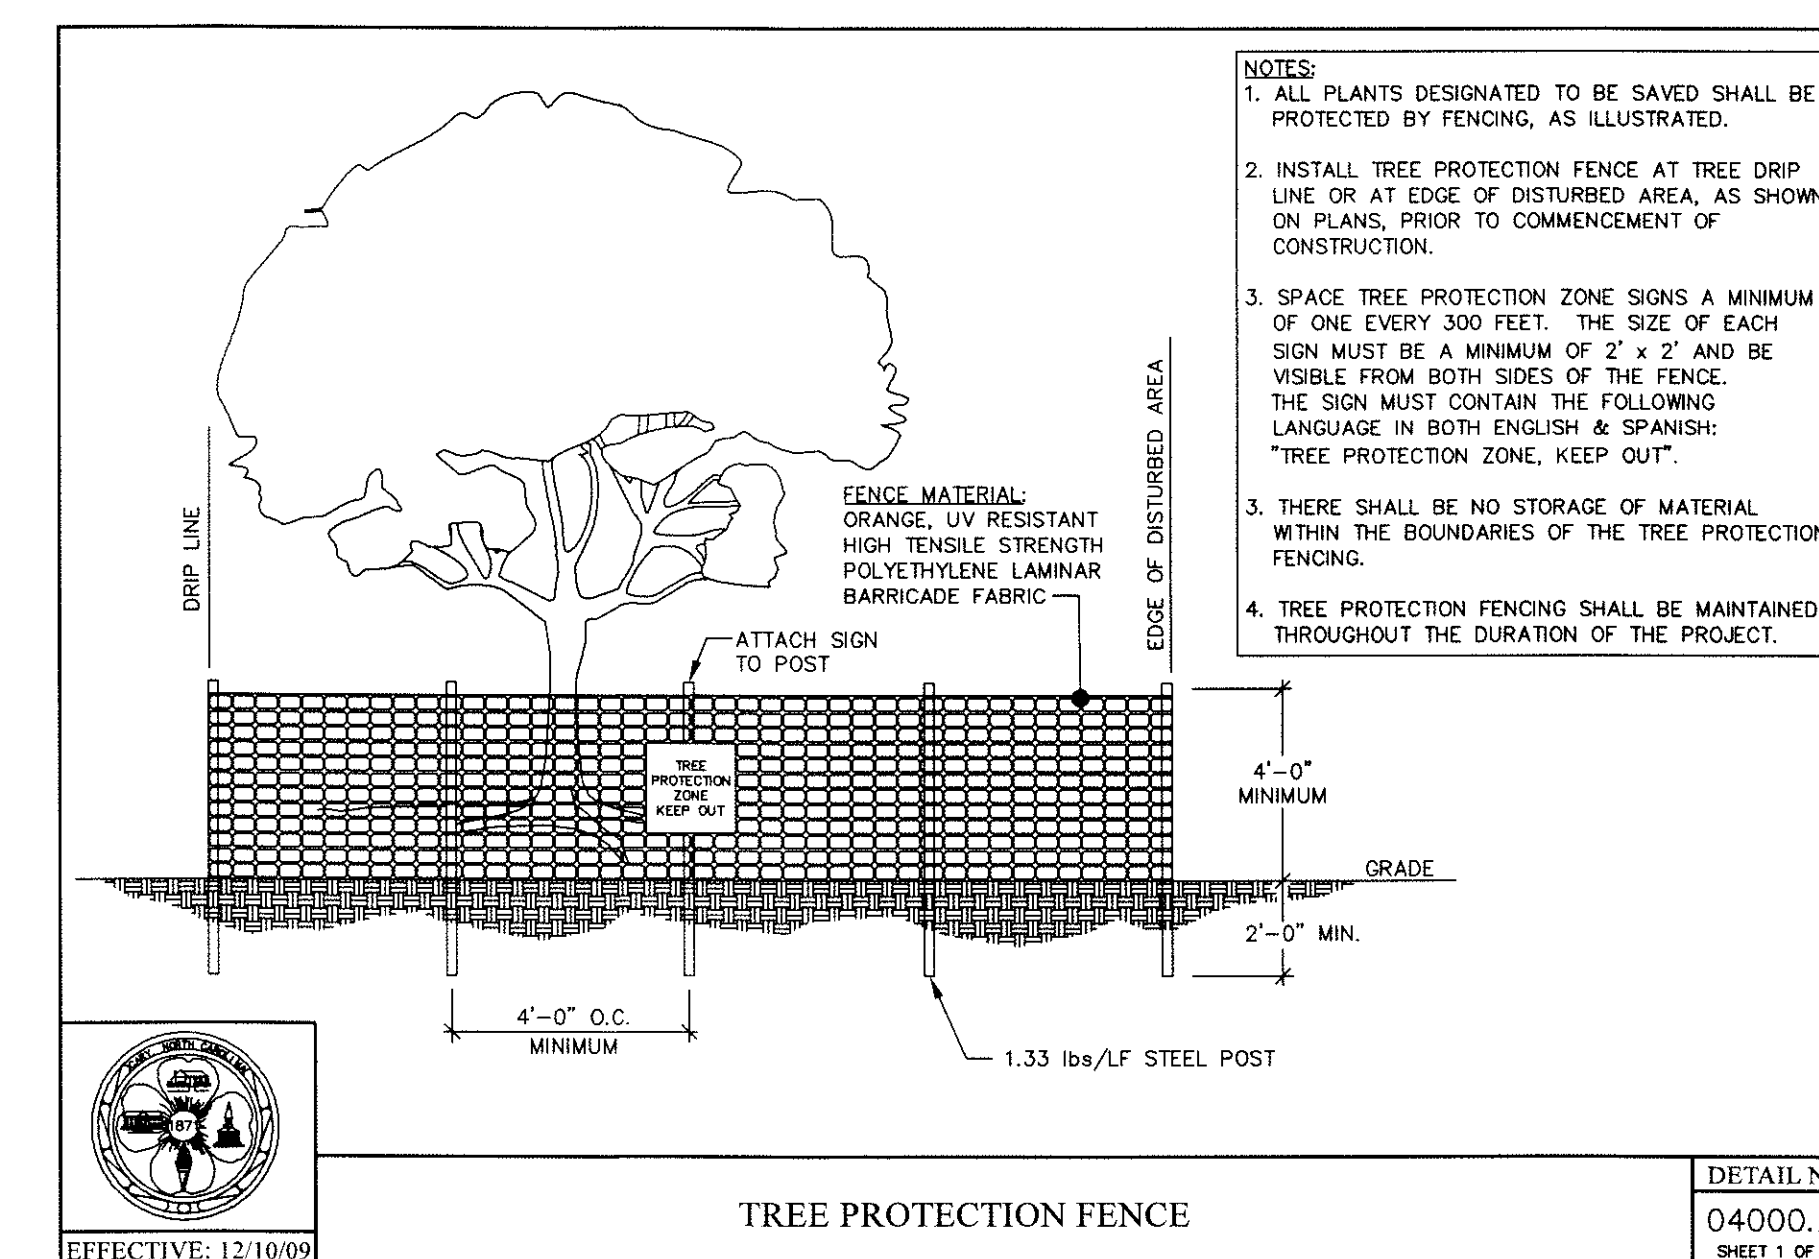 NOTES:
1. ALL PLANTS DESIGNATED TO BE SAVED SHALL BE
PROTECTED BY FENCING, AS ILLUSTRATED.
2. INSTALL TREE PROTECTION FENCE AT TREE DRIP
LINE OR AT EDGE OF DISTURBED AREA, AS SHOWN
ON PLANS, PRIOR TO COMMENCEMENT OF
CONSTRUCTION.
3. SPACE TREE PROTECTION ZONE SIGNS A MINIMUM
OF ONE EVERY 300 FEET. THE SIZE OF EACH
SIGN MUST BE A MINIMUM OF 2' x 2' AND BE
VISIBLE FROM BOTH SIDES OF THE FENCE.
THE SIGN MUST CONTAIN THE FOLLOWING
LANGUAGE IN BOTH ENGLISH & SPANISH:
"TREE PROTECTION ZONE, KEEP OUT".
3. THERE SHALL BE NO STORAGE OF MATERIAL
WITHIN THE BOUNDARIES OF THE TREE PROTECTION
FENCING.
4. TREE PROTECTION FENCING SHALL BE MAINTAINED
THROUGHOUT THE DURATION OF THE PROJECT.
DRIP LINE
EDGE OF DISTURBED AREA
FENCE MATERIAL:
ORANGE, UV RESISTANT
HIGH TENSILE STRENGTH
POLYETHYLENE LAMINAR
BARRICADE FABRIC
ATTACH SIGN
TO POST
TREE
PROTECTION
ZONE
KEEP OUT
4'-0"
MINIMUM
GRADE
2'-0" MIN.
4'-0" O.C.
MINIMUM
1.33 lbs/LF STEEL POST
CARY, NORTH CAROLINA
187
TREE PROTECTION FENCE
EFFECTIVE: 12/10/09
DETAIL N
04000.
SHEET 1 OF